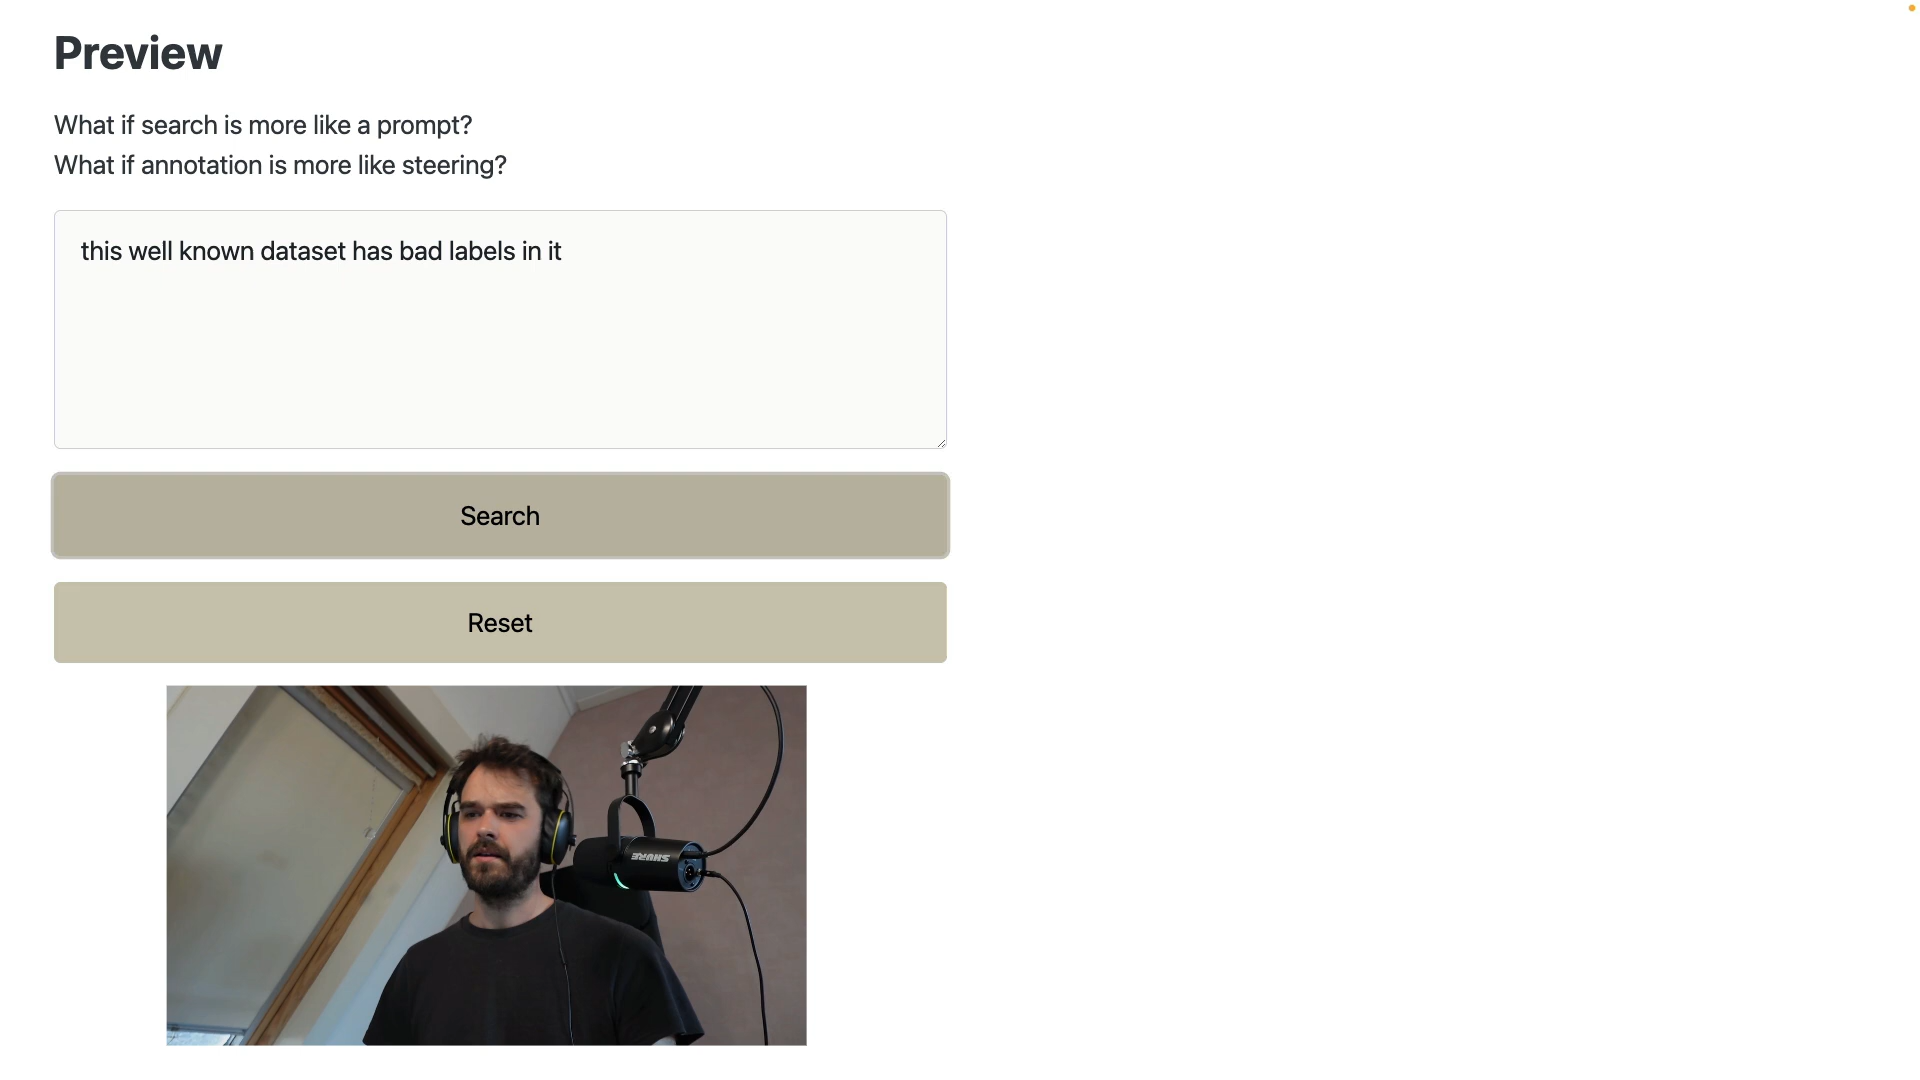 Preview
What if search is more like a prompt?
What if annotation is more like steering?
this well known dataset has bad labels in it
Search
Reset
SHURE